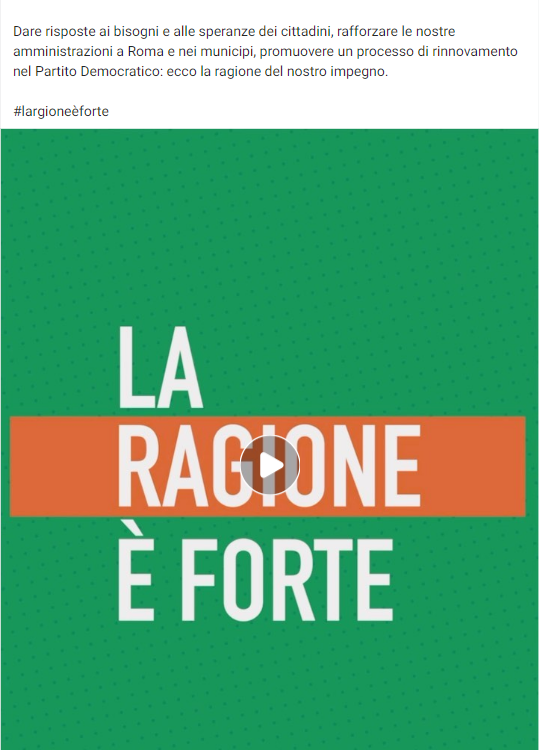 Dare risposte ai bisogni e alle speranze dei cittadini, rafforzare le nostre
amministrazioni a Roma e nei municipi, promuovere un processo di rinnovamento
nel Partito Democratico: ecco la ragione del nostro impegno.
#largioneèforte
LA
RAGIONE
È FORTE